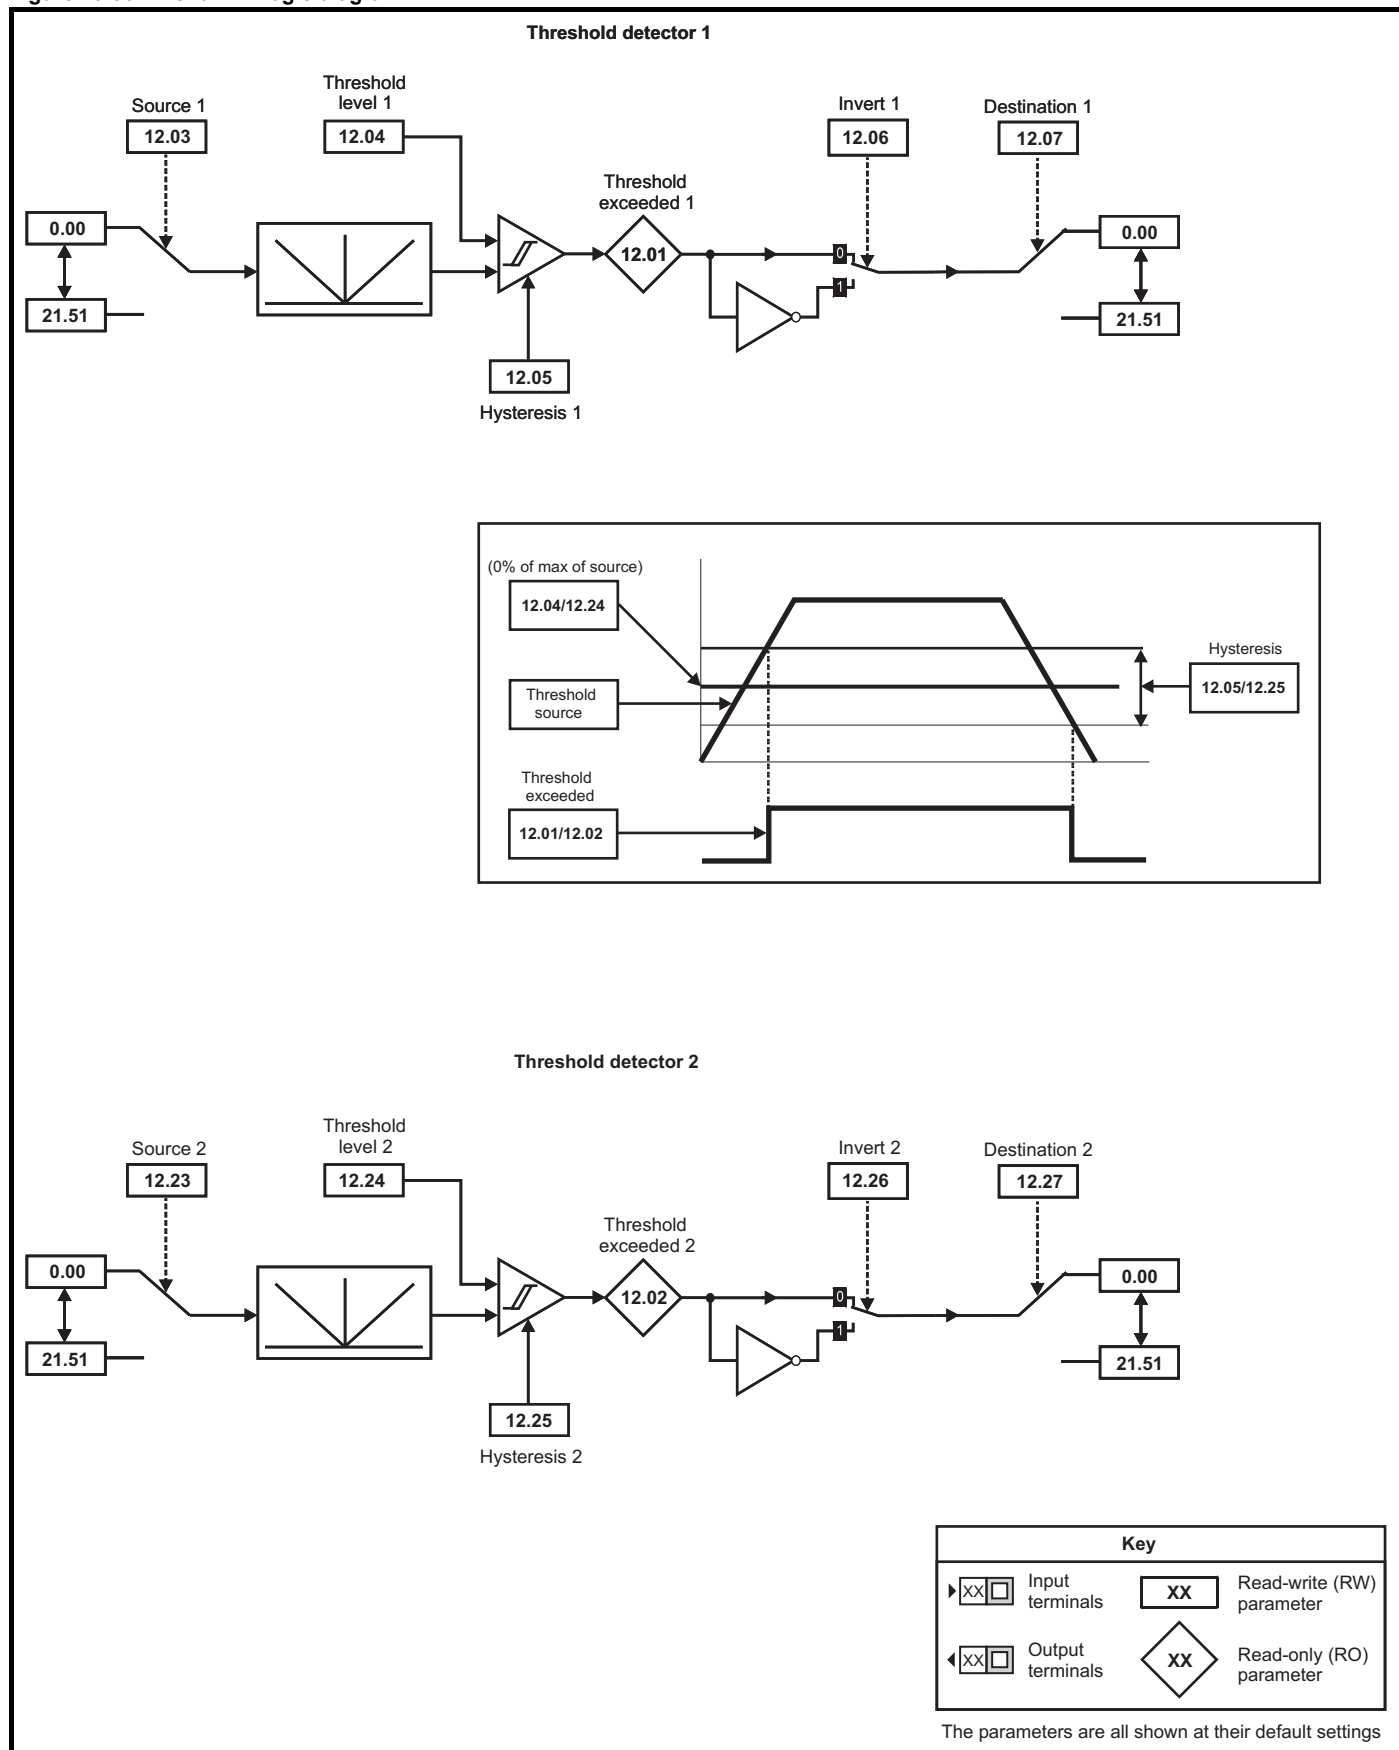 Threshold detector 1
Source 1
12.03
Threshold
level 1
12.04
Invert 1
12.06
Destination 1
12.07
Threshold
exceeded 1
12.01
0.00
21.51
0
1
0.00
21.51
12.05
Hysteresis 1
(0% of max of source)
12.04/12.24
Threshold
source
Hysteresis
12.05/12.25
Threshold
exceeded
12.01/12.02
Threshold detector 2
Source 2
12.23
Threshold
level 2
12.24
Invert 2
12.26
Destination 2
12.27
Threshold
exceeded 2
12.02
0.00
21.51
0
1
0.00
21.51
12.25
Hysteresis 2
Key
XX
Input
terminals
XX
Read-write (RW)
parameter
XX
Output
terminals
XX
Read-only (RO)
parameter
The parameters are all shown at their default settings